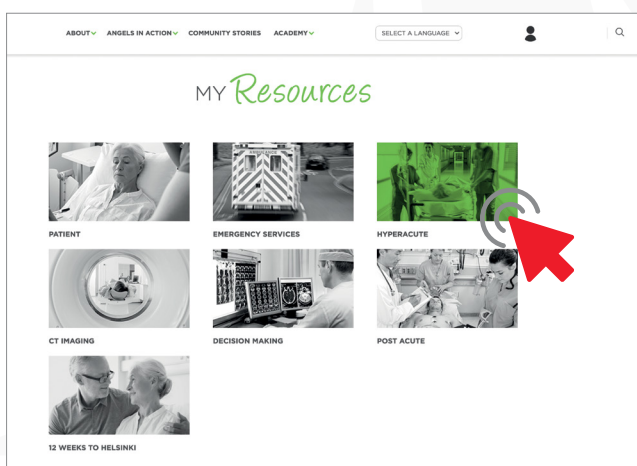 ABOUT ANGELS IN ACTION COMMUNITY STORIES ACADEMY SELECT A LANGUAGE
MY Resources
AMBULANCE
PATIENT EMERGENCY SERVICES HYPERACUTE
CT IMAGING DECISION MAKING POST ACUTE
12 WEEKS TO HELSINKI